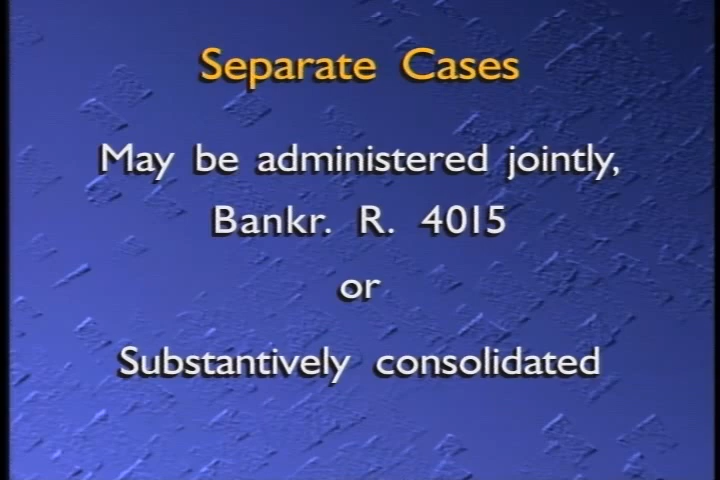 Separate Cases
May be administered jointly,
Bankr. R. 4015
or
Substantively consolidated